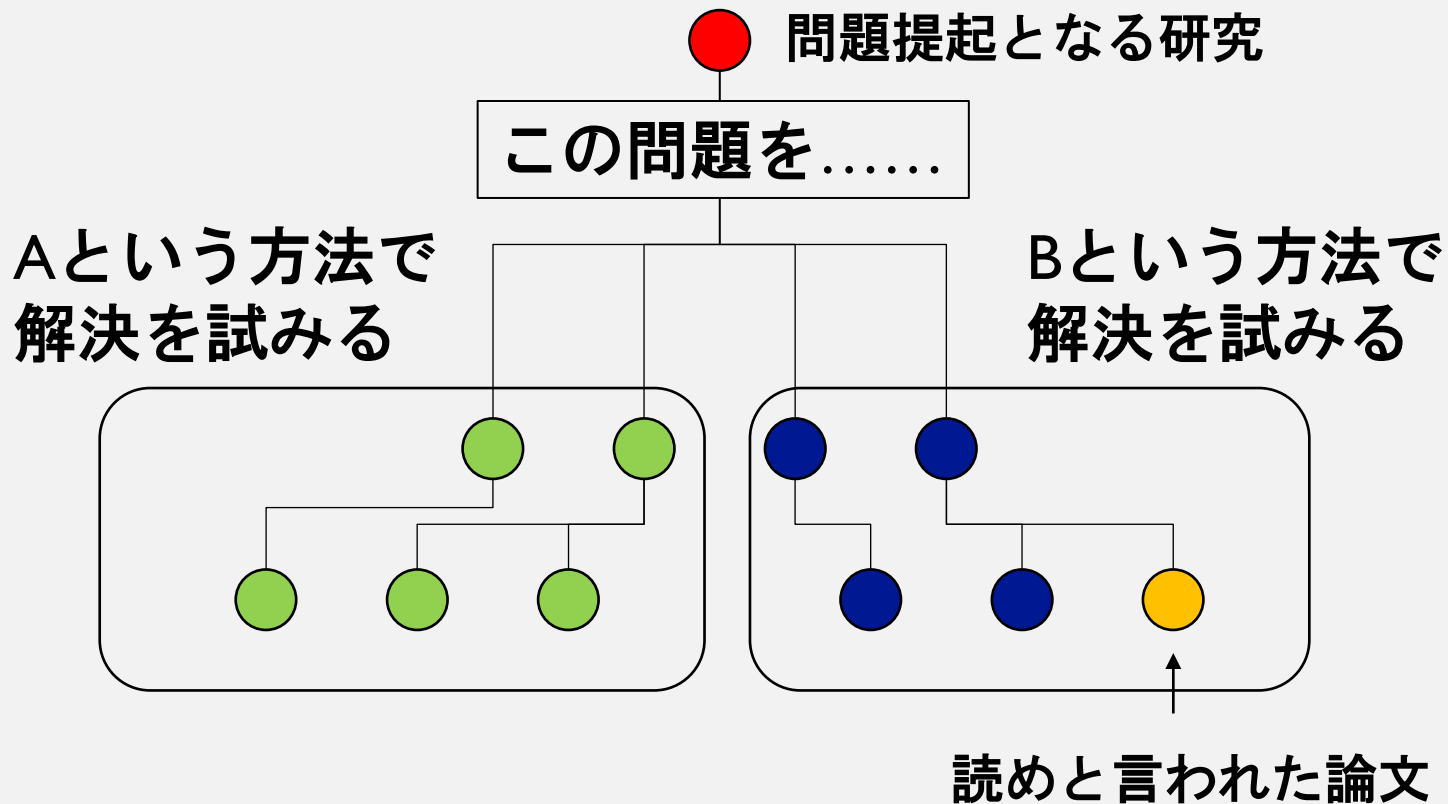 問題提起となる研究
この問題を……
Aという方法で
解決を試みる
Bという方法で
解決を試みる
読めと言われた論文